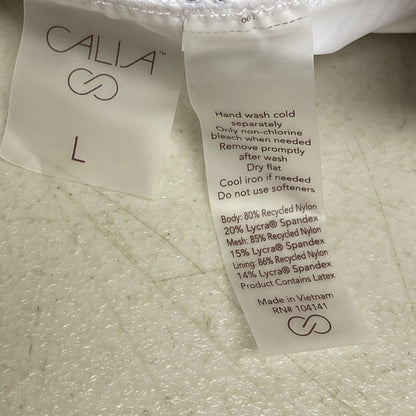 CALIA™
L
Hand wash cold
separately
Only non-chlorine
bleach when needed
Remove promptly
after wash
Dry flat
Cool iron if needed
Do not use softeners
Body: 80% Recycled Nylon
20% Lycra® Spandex
Mesh: 85% Recycled Nylon
15% Lycra® Spandex
Lining: 86% Recycled Nylon
14% Lycra® Spandex
Product Contains Latex
Made in Vietnam
RN# 104141